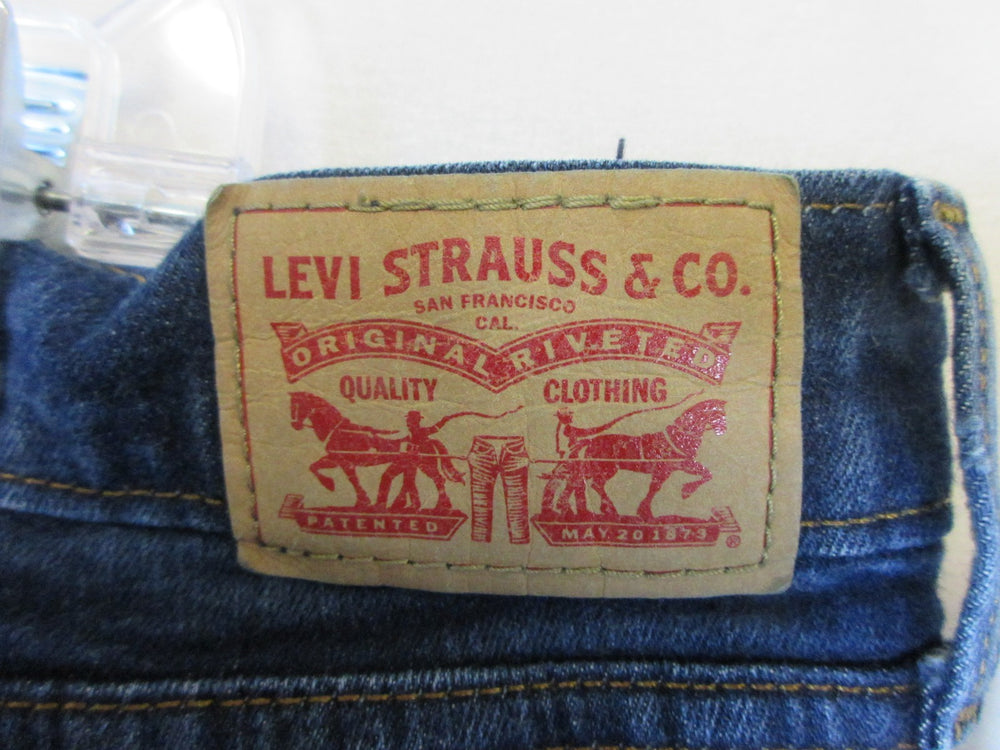 LEVI STRAUSS & CO.
SAN FRANCISCO
CAL.
ORIGINAL RIVETED
QUALITY CLOTHING
PATENTED MAY 20 1873
®